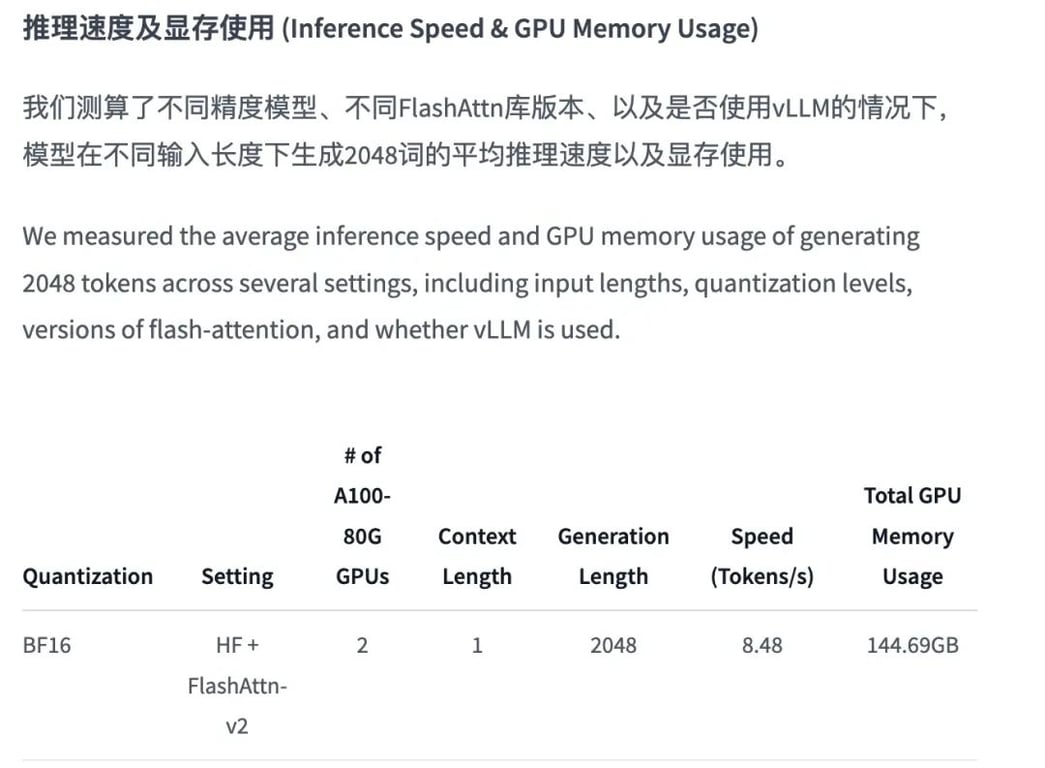 推理速度及显存使用 (Inference Speed & GPU Memory Usage)
我们测算了不同精度模型、不同FlashAttn库版本、以及是否使用vLLM的情况下，
模型在不同输入长度下生成2048词的平均推理速度以及显存使用。
We measured the average inference speed and GPU memory usage of generating
2048 tokens across several settings, including input lengths, quantization levels,
versions of flash-attention, and whether vLLM is used.
# of
A100-
Total GPU
80G
Context
Generation
Speed
Memory
Quantization
Setting
GPUs
Length
Length
(Tokens/s)
Usage
BF16
HF +
2
1
2048
8.48
144.69GB
FlashAttn-
v2